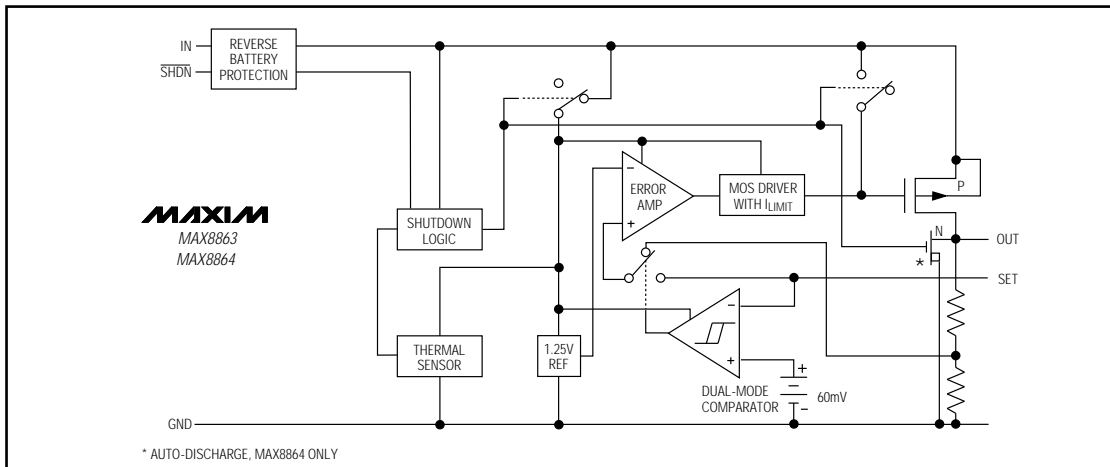 IN
SHDN
REVERSE
BATTERY
PROTECTION
MAXIM
MAX8863
MAX8864
SHUTDOWN
LOGIC
THERMAL
SENSOR
1.25V
REF
−
+
ERROR
AMP
MOS DRIVER
WITH ILIMIT
P
N
*
OUT
SET
−
+
DUAL-MODE
COMPARATOR
+
−
60mV
GND
* AUTO-DISCHARGE, MAX8864 ONLY